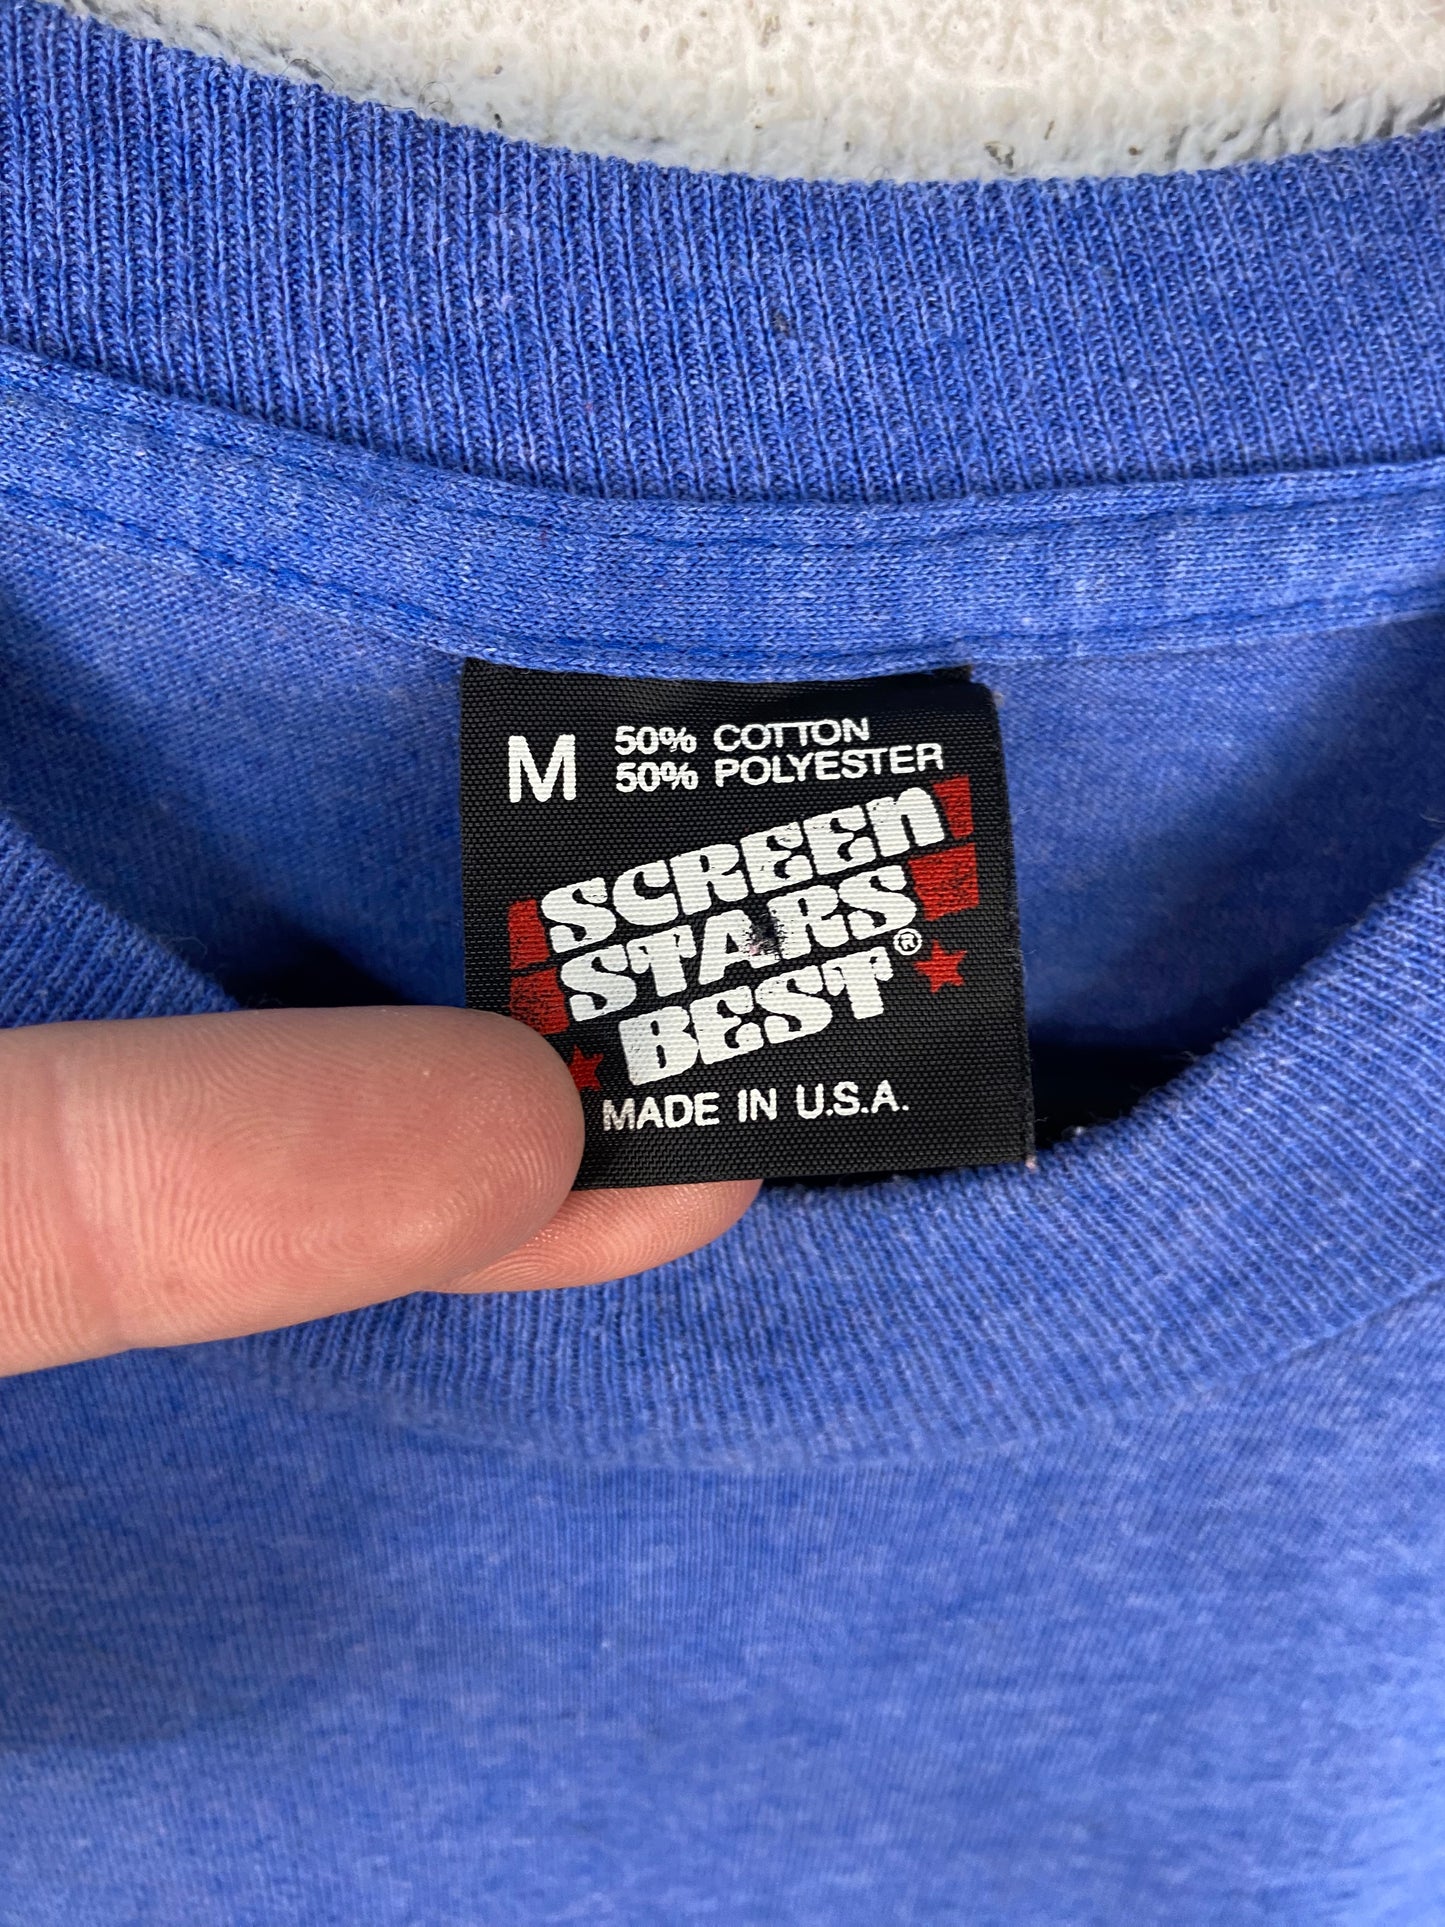 M 50% COTTON
50% POLYESTER
SCREEN
STARS
BEST®
MADE IN U.S.A.